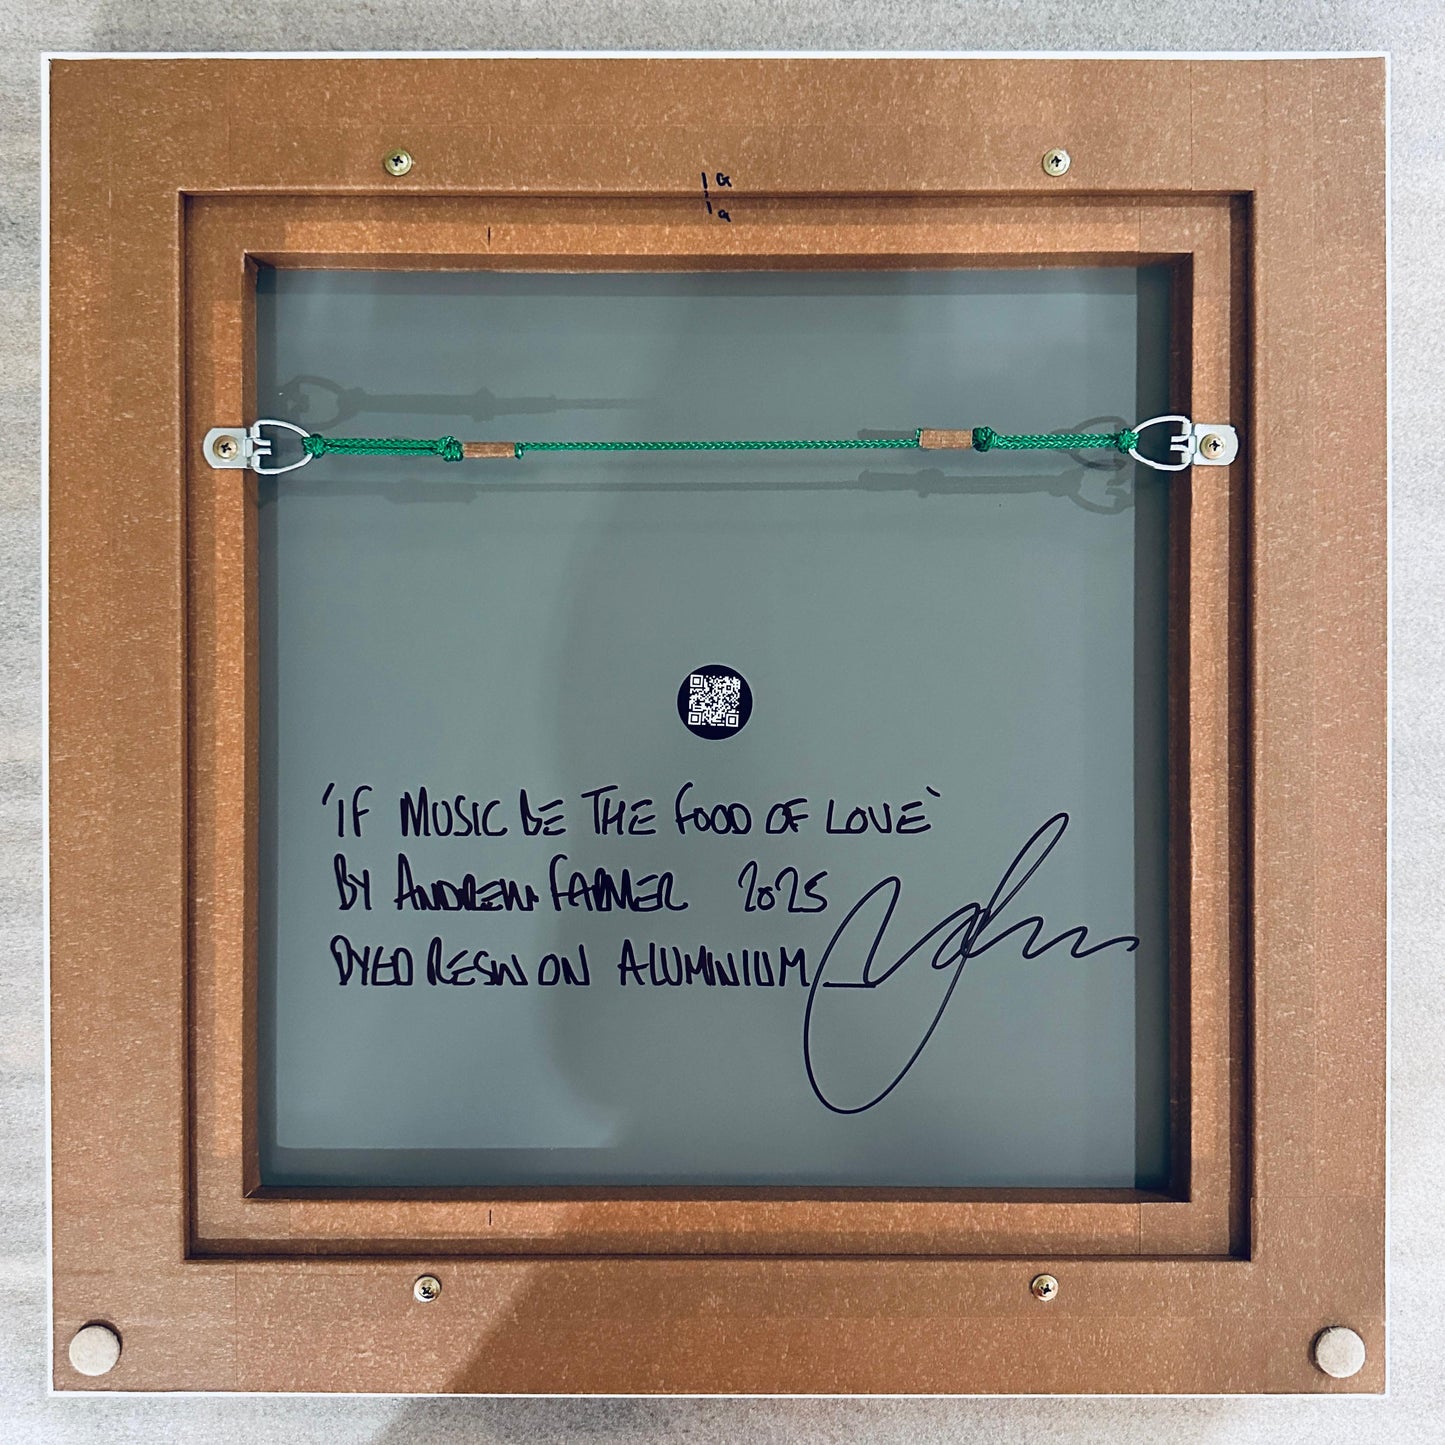 G
G
'IF MUSIC BE THE FOOD OF LOVE'
BY ANDREW FARMER 2025
DYED RESIN ON ALUMINIUM